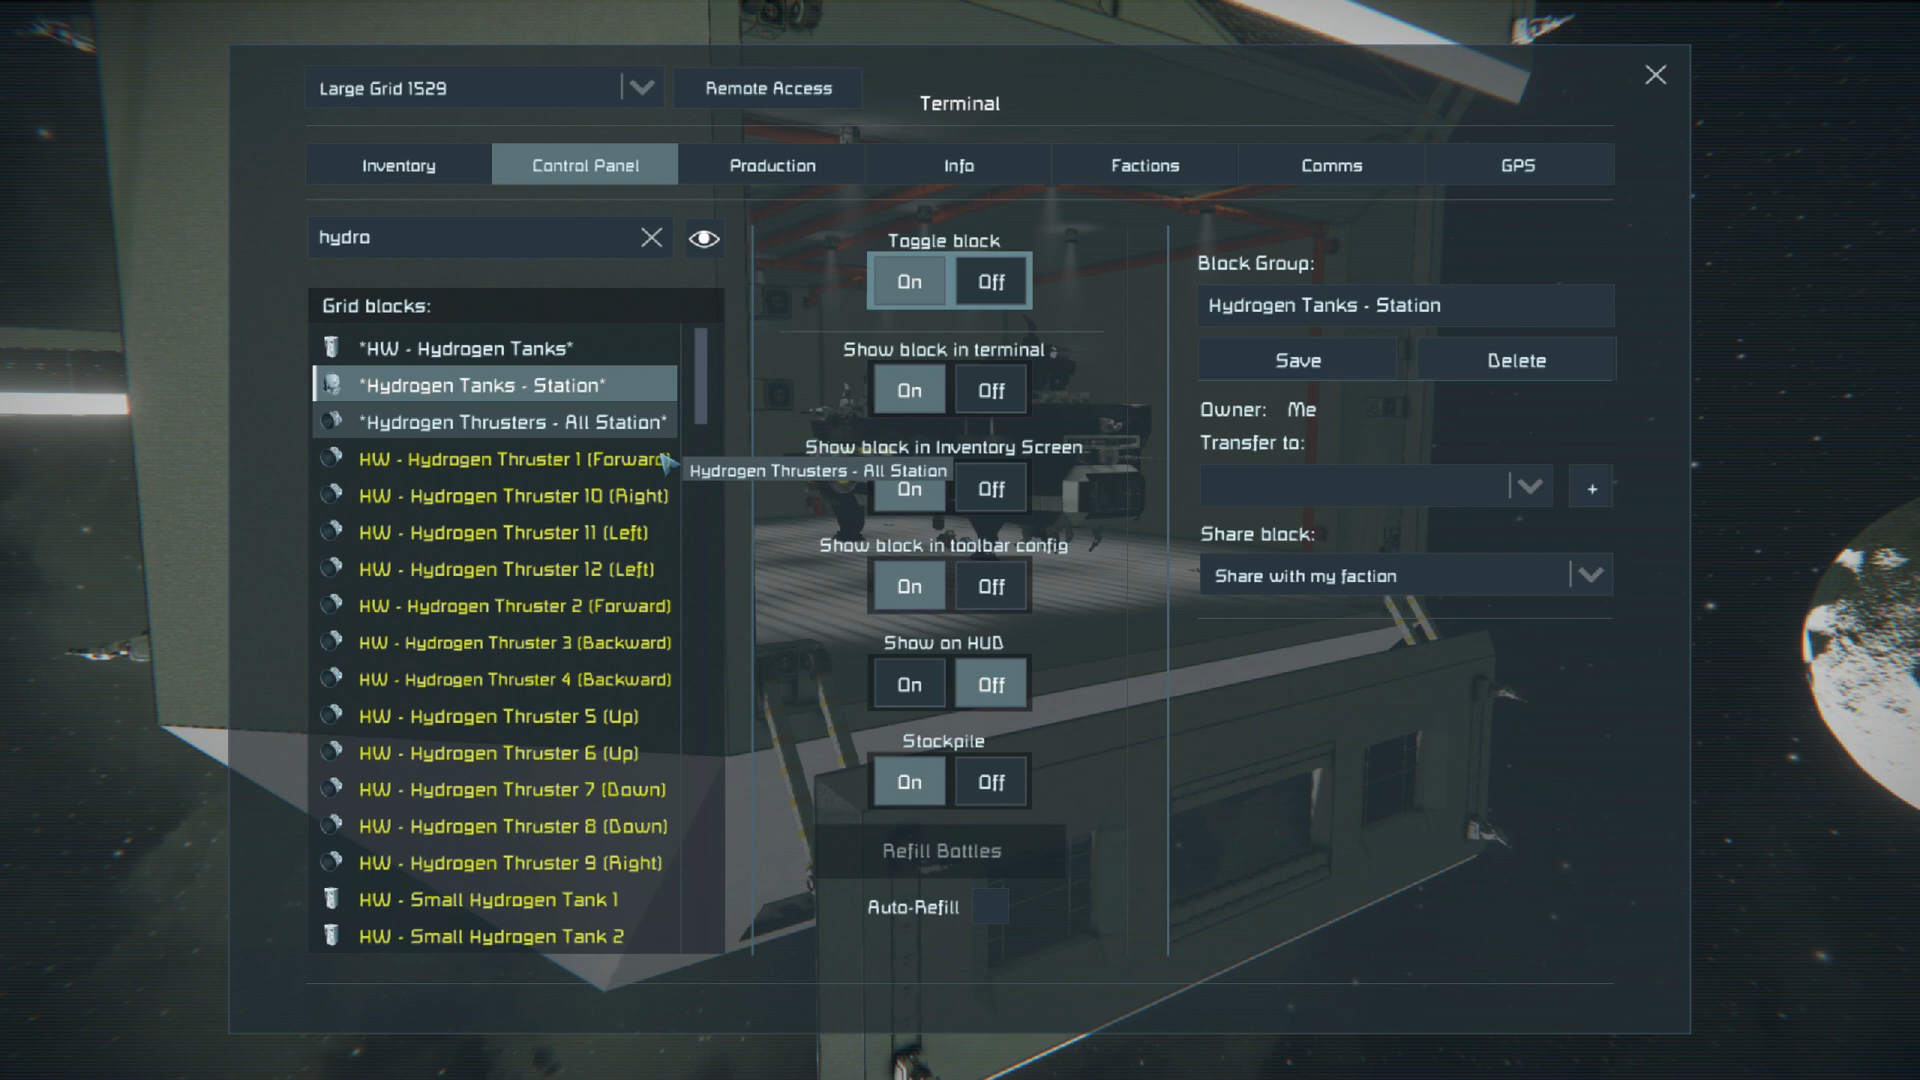 Large Grid 1529
Remote Access
Terminal
Inventory
Control Panel
Production
Info
Factions
Comms
GPS
hydro
Grid blocks:
*HW - Hydrogen Tanks*
*Hydrogen Tanks - Station*
*Hydrogen Thrusters - All Station*
HW - Hydrogen Thruster 1 (Forward)
HW - Hydrogen Thruster 10 (Right)
HW - Hydrogen Thruster 11 (Left)
HW - Hydrogen Thruster 12 (Left)
HW - Hydrogen Thruster 2 (Forward)
HW - Hydrogen Thruster 3 (Backward)
HW - Hydrogen Thruster 4 (Backward)
HW - Hydrogen Thruster 5 (Up)
HW - Hydrogen Thruster 6 (Up)
HW - Hydrogen Thruster 7 (Down)
HW - Hydrogen Thruster 8 (Down)
HW - Hydrogen Thruster 9 (Right)
HW - Small Hydrogen Tank 1
HW - Small Hydrogen Tank 2
Hydrogen Thrusters - All Station
Toggle block
On Off
Show block in terminal
On Off
Show block in Inventory Screen
On Off
Show block in toolbar config
On Off
Show on HUD
On Off
Stockpile
On Off
Refill Bottles
Auto-Refill
Block Group:
Hydrogen Tanks - Station
Save
Delete
Owner: Me
Transfer to:
+
Share block:
Share with my faction